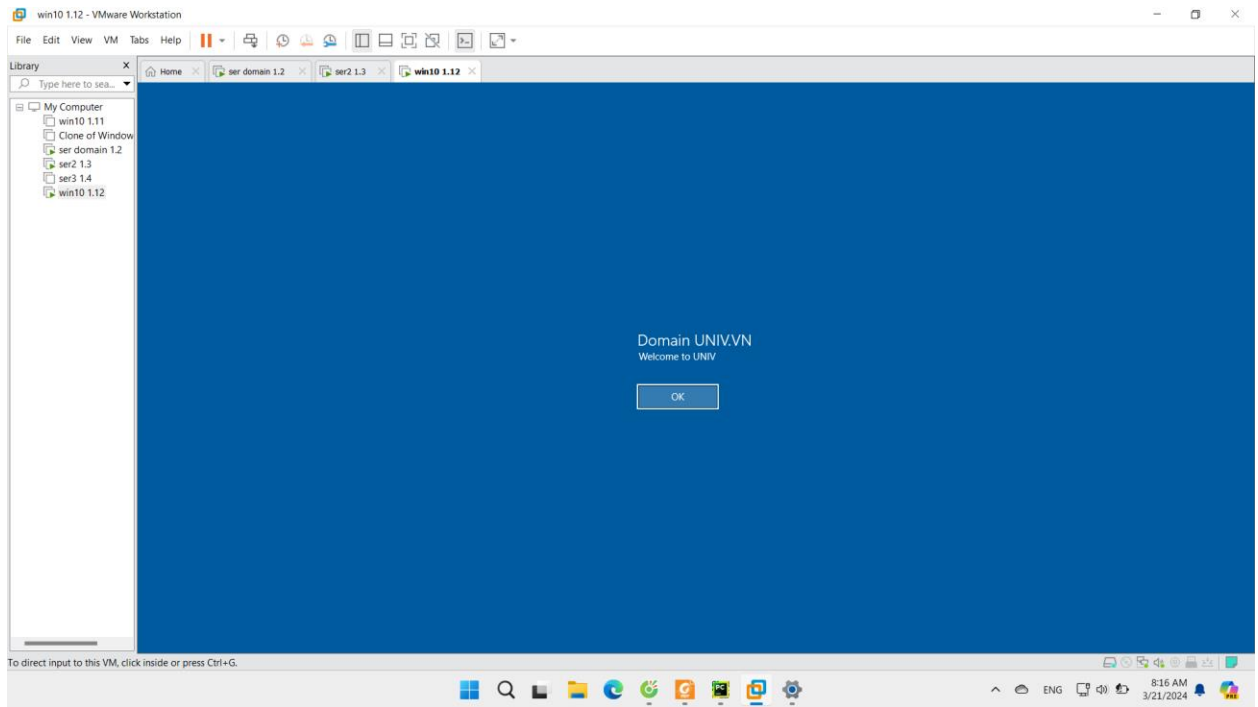 win10 1.12 - VMware Workstation
File Edit View VM Tabs Help
Library
Type here to sea...
My Computer
win10 1.11
Clone of Window
ser domain 1.2
ser2 1.3
ser3 1.4
win10 1.12
Home ser domain 1.2 ser2 1.3 win10 1.12
Domain UNIV.VN
Welcome to UNIV
OK
To direct input to this VM, click inside or press Ctrl+G.
ENG
8:16 AM
3/21/2024
PC
PRE